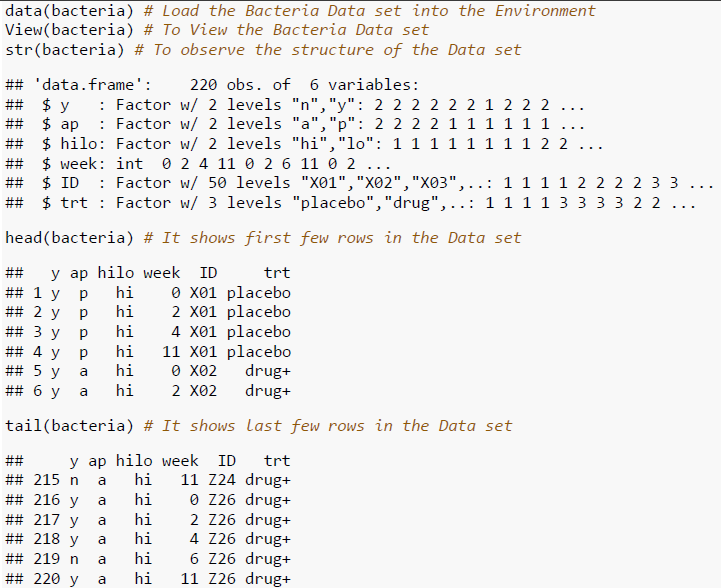 data(bacteria) # Load the Bacteria Data set into the Environment
View(bacteria) # To View the Bacteria Data set
str(bacteria) # To observe the structure of the Data set
## 'data.frame':    220 obs. of  6 variables:
##  $ y   : Factor w/ 2 levels "n","y": 2 2 2 2 2 2 1 2 2 2 ...
##  $ ap  : Factor w/ 2 levels "a","p": 2 2 2 2 1 1 1 1 1 1 ...
##  $ hilo: Factor w/ 2 levels "hi","lo": 1 1 1 1 1 1 1 1 2 2 ...
##  $ week: int  0 2 4 11 0 2 6 11 0 2 ...
##  $ ID  : Factor w/ 50 levels "X01","X02","X03",..: 1 1 1 1 2 2 2 2 3 3 ...
##  $ trt : Factor w/ 3 levels "placebo","drug",..: 1 1 1 1 3 3 3 3 2 2 ...
head(bacteria) # It shows first few rows in the Data set
##   y ap hilo week  ID     trt
## 1 y  p   hi    0 X01 placebo
## 2 y  p   hi    2 X01 placebo
## 3 y  p   hi    4 X01 placebo
## 4 y  p   hi   11 X01 placebo
## 5 y  a   hi    0 X02   drug+
## 6 y  a   hi    2 X02   drug+
tail(bacteria) # It shows last few rows in the Data set
##     y ap hilo week  ID   trt
## 215 n  a   hi   11 Z24 drug+
## 216 y  a   hi    0 Z26 drug+
## 217 y  a   hi    2 Z26 drug+
## 218 y  a   hi    4 Z26 drug+
## 219 n  a   hi    6 Z26 drug+
## 220 y  a   hi   11 Z26 drug+